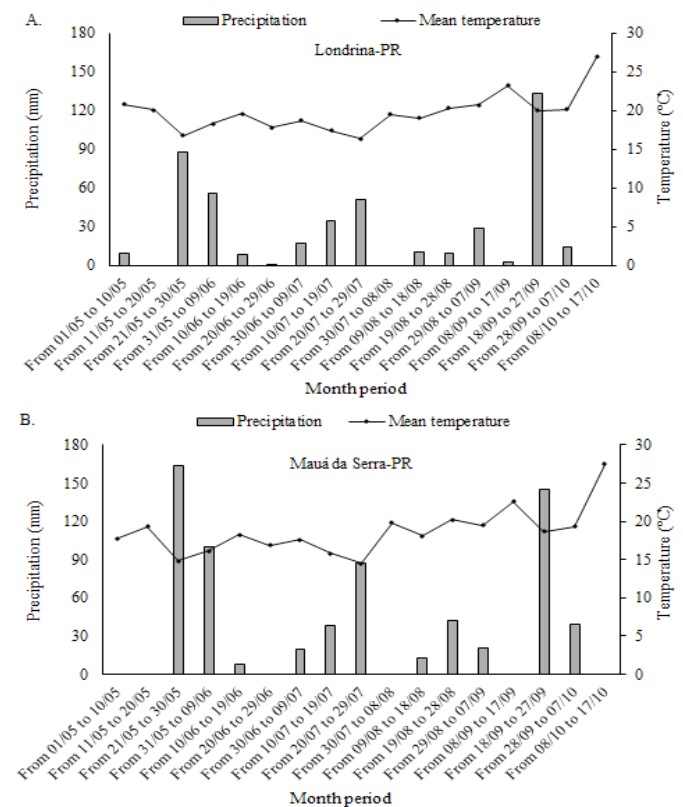 A.
Precipitation Mean temperature
Londrina-PR
Precipitation (mm)
180
150
120
90
60
30
0
Temperature (°C)
30
25
20
15
10
5
0
From 01/05 to 10/05
From 11/05 to 20/05
From 21/05 to 30/05
From 31/05 to 09/06
From 10/06 to 19/06
From 20/06 to 29/06
From 30/06 to 09/07
From 10/07 to 19/07
From 20/07 to 29/07
From 30/07 to 08/08
From 09/08 to 18/08
From 19/08 to 28/08
From 29/08 to 07/09
From 08/09 to 17/09
From 18/09 to 27/09
From 28/09 to 07/10
From 08/10 to 17/10
Month period
B.
Precipitation Mean temperature
Mauá da Serra-PR
Precipitation (mm)
180
150
120
90
60
30
0
Temperature (°C)
30
25
20
15
10
5
0
From 01/05 to 10/05
From 11/05 to 20/05
From 21/05 to 30/05
From 31/05 to 09/06
From 10/06 to 19/06
From 20/06 to 29/06
From 30/06 to 09/07
From 10/07 to 19/07
From 20/07 to 29/07
From 30/07 to 08/08
From 09/08 to 18/08
From 19/08 to 28/08
From 29/08 to 07/09
From 08/09 to 17/09
From 18/09 to 27/09
From 28/09 to 07/10
From 08/10 to 17/10
Month period